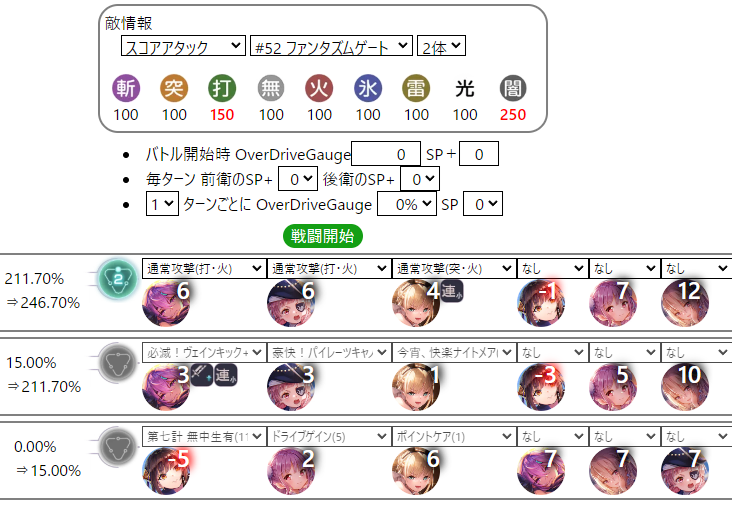 敵情報
スコアアタック #52 ファンタズムゲート 2体
斬 突 打 無 火 氷 雷 光 闇
100 100 150 100 100 100 100 100 250
バトル開始時 OverDriveGauge 0 SP+ 0
毎ターン 前衛のSP+ 0 後衛のSP+ 0
1 ターンごとに OverDriveGauge 0% SP 0
戦闘開始
211.70%
⇒246.70%
2
通常攻撃(打・火) 通常攻撃(打・火) 通常攻撃(突・火) なし なし なし
6 6 4 連小 -1 7 12
15.00%
⇒211.70%
必滅！ヴェインキック+ 豪快！パイレーツキャノ 今宵、快楽ナイトメア( なし なし なし
3 連小 3 1 -3 5 10
0.00%
⇒15.00%
第七計 無中生有(11 ドライブゲイン(5) ポイントケア(1) なし なし なし
-5 2 6 7 7 7